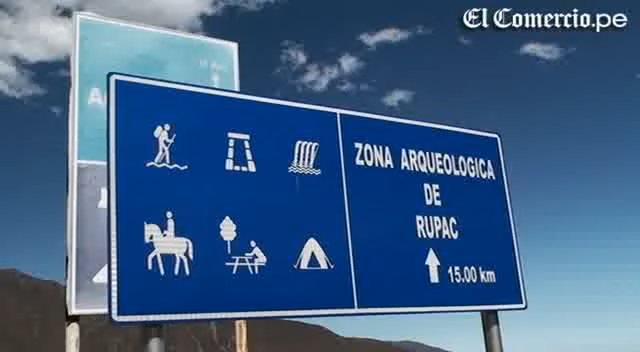 El Comercio.pe
ZONA ARQUEOLOGICA
DE
RUPAC
15.00 km